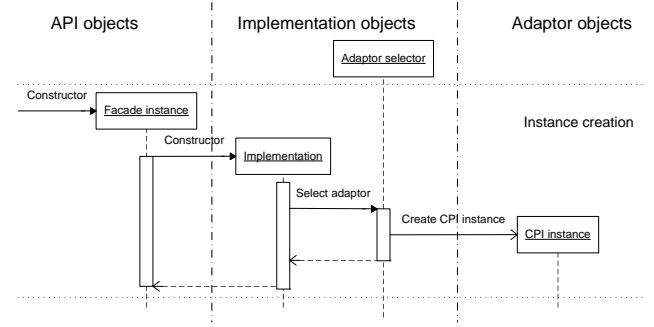 API objects
Implementation objects
Adaptor objects
Adaptor selector
Constructor
Facade instance
Instance creation
Constructor
Implementation
Select adaptor
Create CPI instance
CPI instance